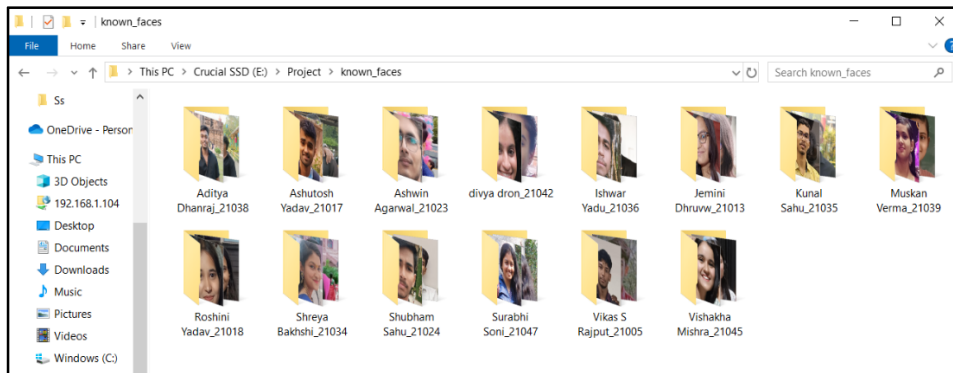 known_faces
File Home Share View
This PC > Crucial SSD (E:) > Project > known_faces
Search known_faces
Ss
OneDrive - Person
This PC
3D Objects
192.168.1.104
Desktop
Documents
Downloads
Music
Pictures
Videos
Windows (C:)
Aditya
Dhanraj_21038
Ashutosh
Yadav_21017
Ashwin
Agarwal_21023
divya dron_21042
Ishwar
Yadu_21036
Jemini
Dhruvw_21013
Kunal
Sahu_21035
Muskan
Verma_21039
Roshini
Yadav_21018
Shreya
Bakhshi_21034
Shubham
Sahu_21024
Surabhi
Soni_21047
Vikas S
Rajput_21005
Vishakha
Mishra_21045